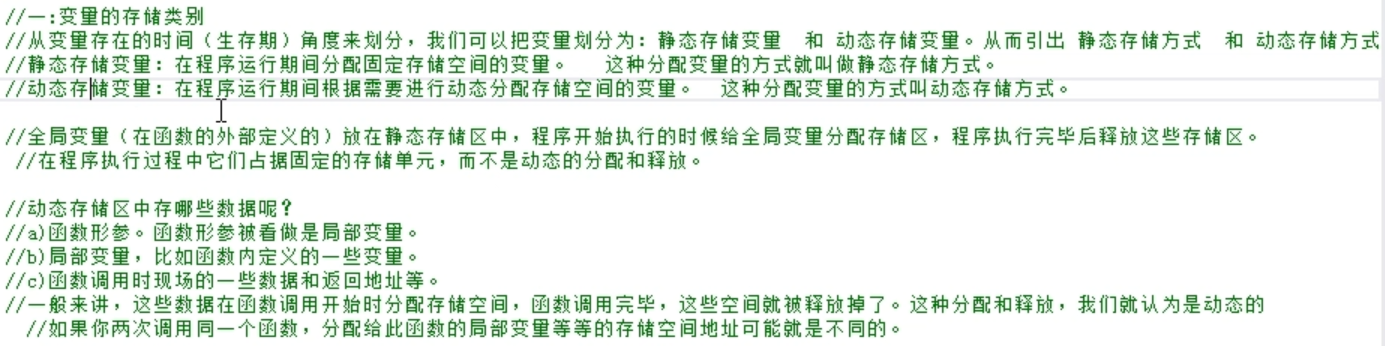 //一:变量的存储类别
//从变量存在的时间（生存期）角度来划分，我们可以把变量划分为: 静态存储变量  和 动态存储变量。从而引出 静态存储方式  和 动态存储方式
//静态存储变量: 在程序运行期间分配固定存储空间的变量。   这种分配变量的方式就叫做静态存储方式。
//动态存储变量: 在程序运行期间根据需要进行动态分配存储空间的变量。  这种分配变量的方式叫动态存储方式。
//全局变量（在函数的外部定义的）放在静态存储区中，程序开始执行的时候给全局变量分配存储区，程序执行完毕后释放这些存储区。
//在程序执行过程中它们占据固定的存储单元，而不是动态的分配和释放。
//动态存储区中存哪些数据呢?
//a)函数形参。函数形参被看做是局部变量。
//b)局部变量，比如函数内定义的一些变量。
//c)函数调用时现场的一些数据和返回地址等。
//一般来讲，这些数据在函数调用开始时分配存储空间，函数调用完毕，这些空间就被释放掉了。这种分配和释放，我们就认为是动态的
//如果你两次调用同一个函数，分配给此函数的局部变量等等的存储空间地址可能就是不同的。